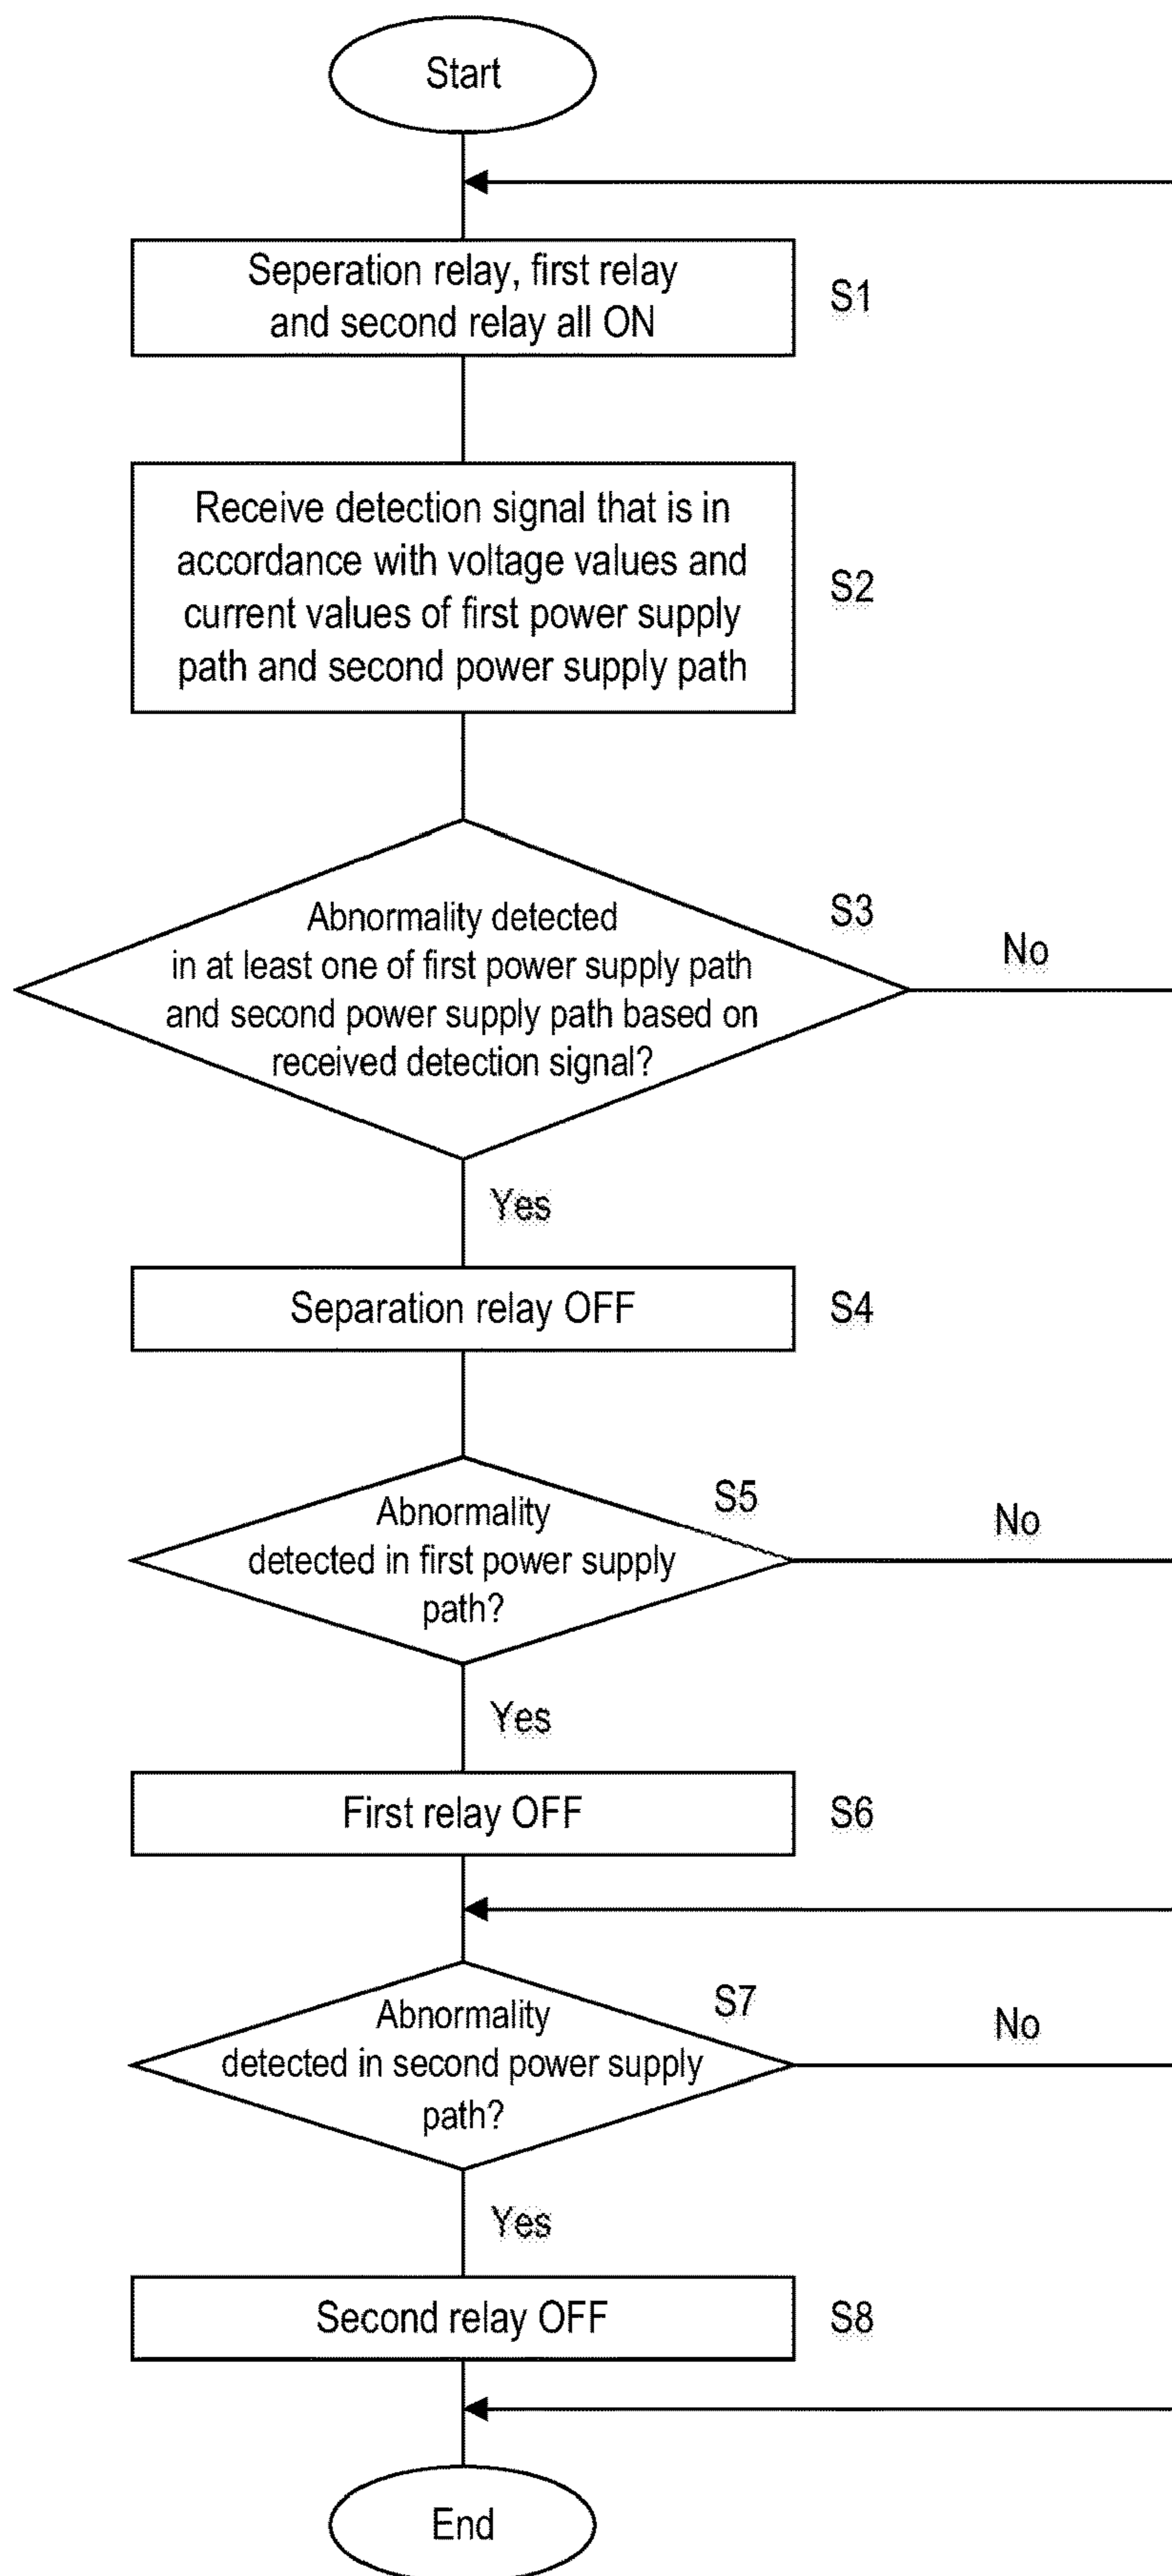 Start
Seperation relay, first relay
and second relay all ON
S1
Receive detection signal that is in
accordance with voltage values and
current values of first power supply
path and second power supply path
S2
Abnormality detected
in at least one of first power supply path
and second power supply path based on
received detection signal?
S3
No
Yes
Separation relay OFF
S4
Abnormality
detected in first power supply
path?
S5
No
Yes
First relay OFF
S6
Abnormality
detected in second power supply
path?
S7
No
Yes
Second relay OFF
S8
End